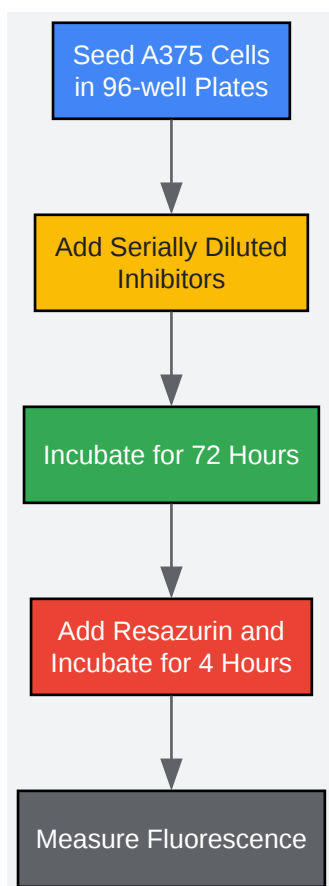 Seed A375 Cells
in 96-well Plates
Add Serially Diluted
Inhibitors
Incubate for 72 Hours
Add Resazurin and
Incubate for 4 Hours
Measure Fluorescence